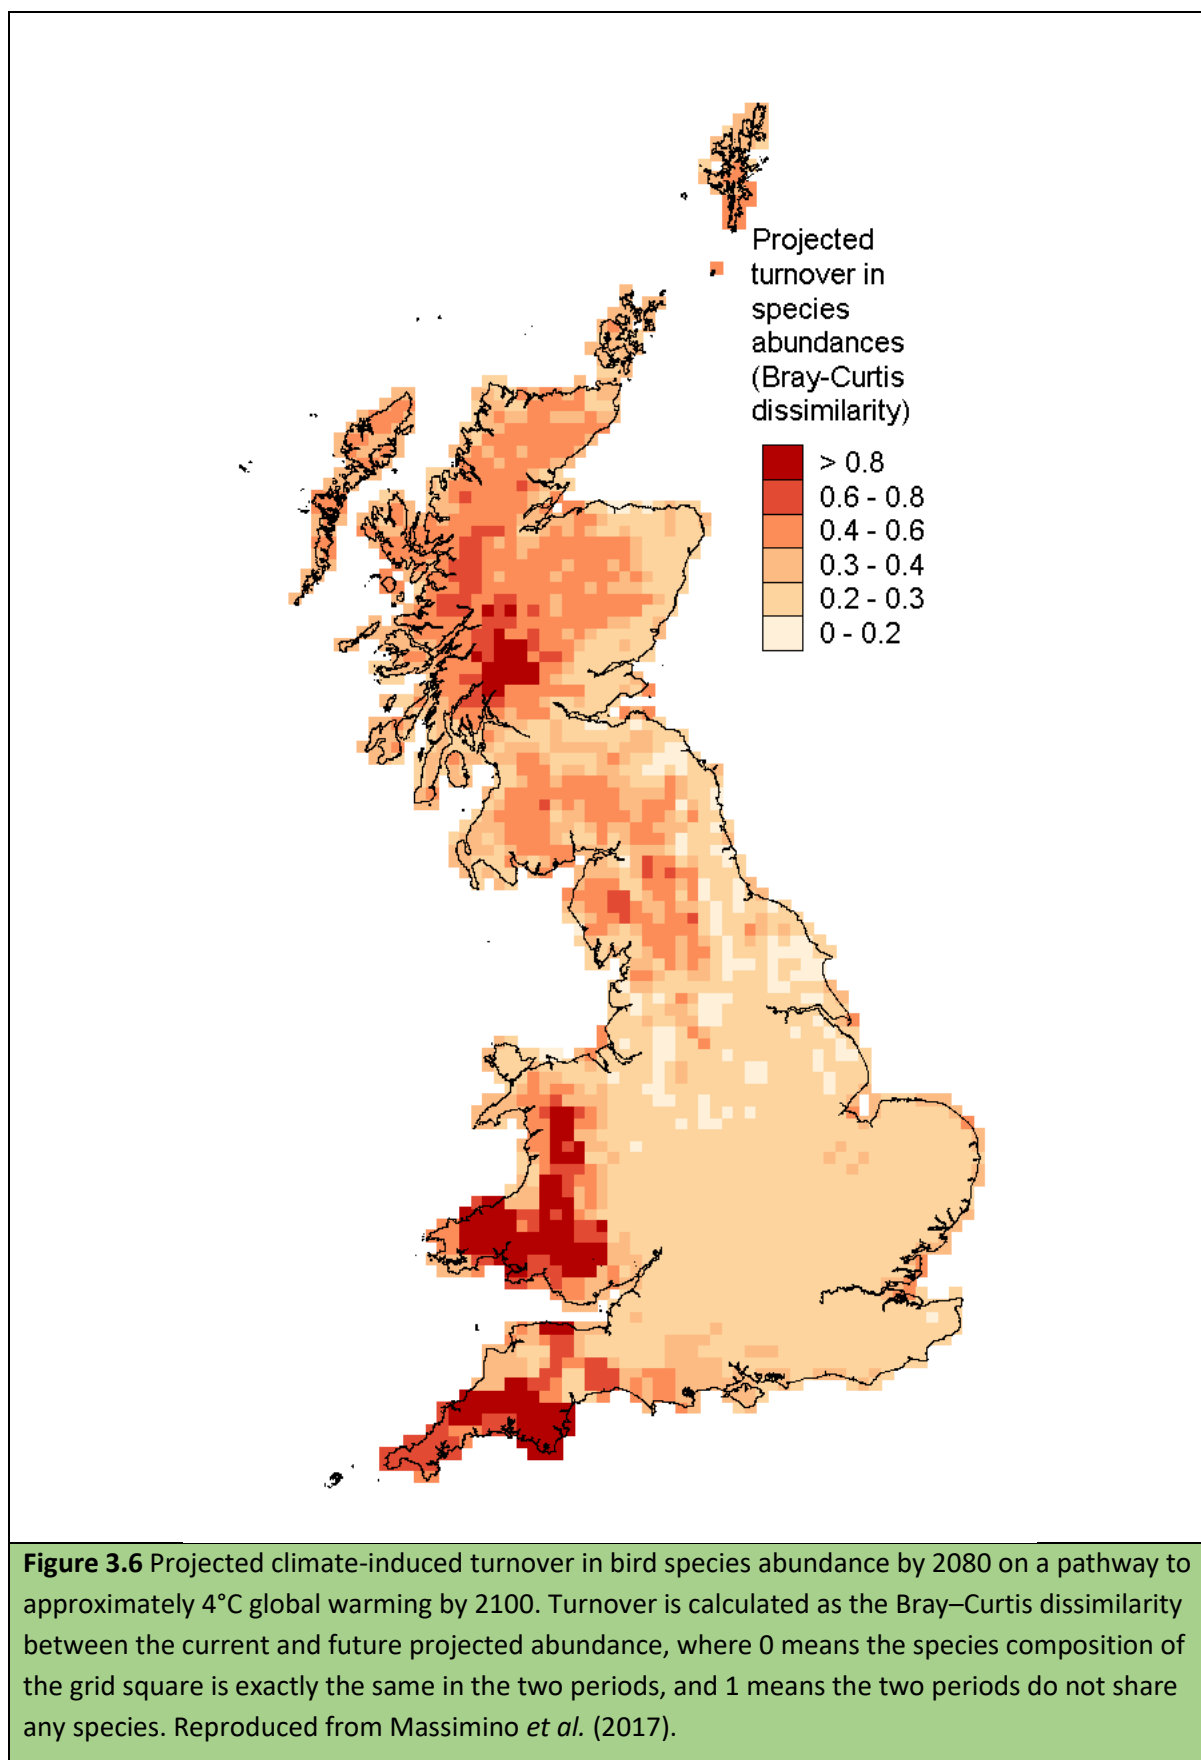 Projected
turnover in
species
abundances
(Bray-Curtis
dissimilarity)
> 0.8
0.6 - 0.8
0.4 - 0.6
0.3 - 0.4
0.2 - 0.3
0 - 0.2
Figure 3.6 Projected climate-induced turnover in bird species abundance by 2080 on a pathway to
approximately 4°C global warming by 2100. Turnover is calculated as the Bray–Curtis dissimilarity
between the current and future projected abundance, where 0 means the species composition of
the grid square is exactly the same in the two periods, and 1 means the two periods do not share
any species. Reproduced from Massimino et al. (2017).